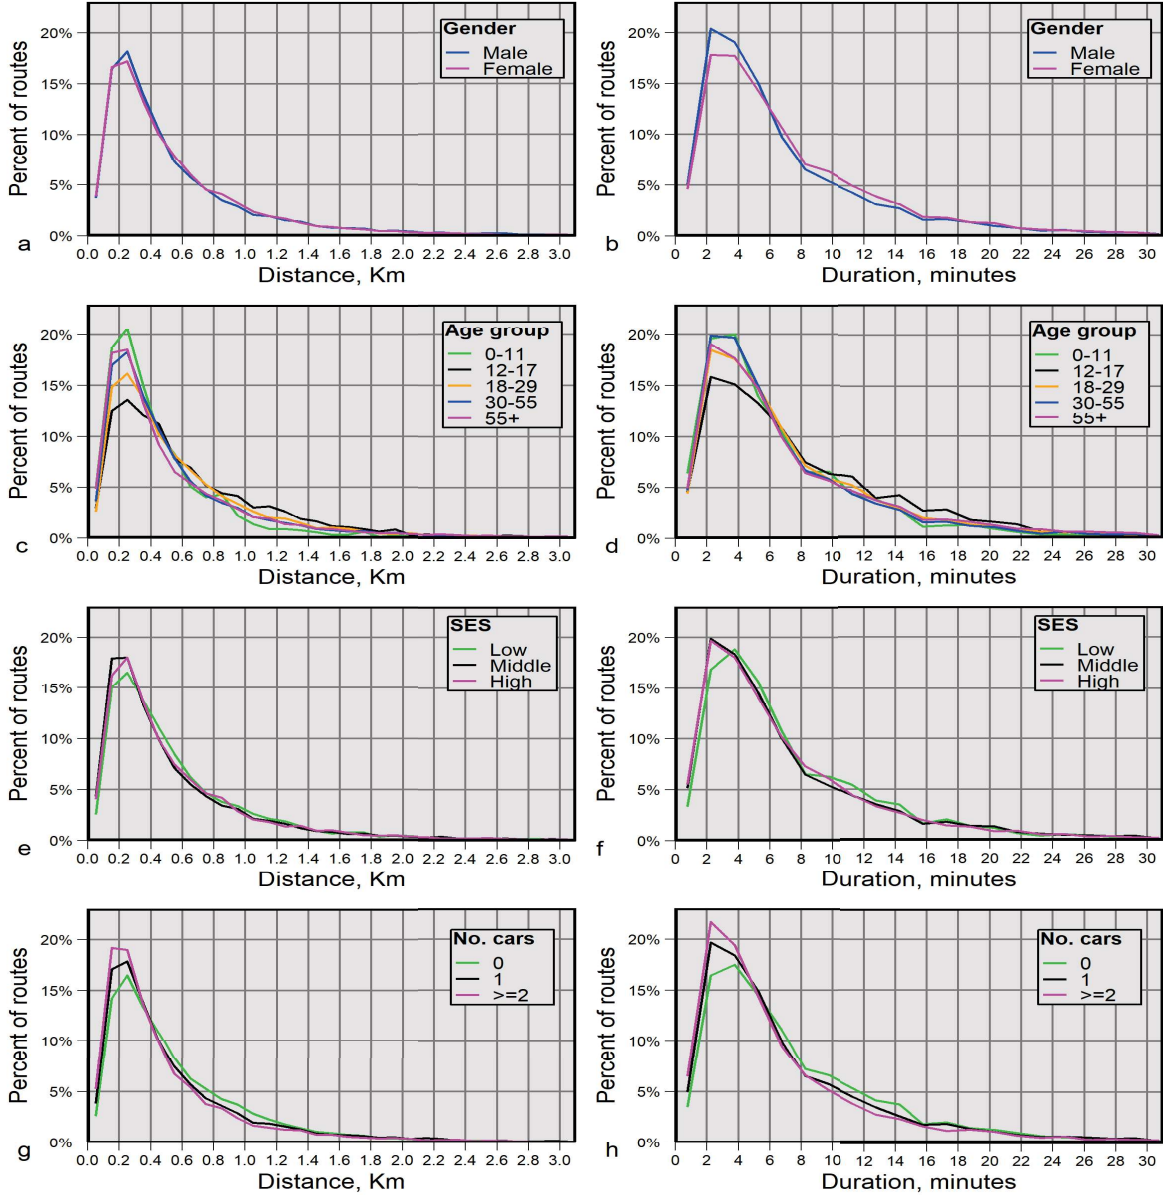 Percent of routes
20%
15%
10%
5%
0%
Gender
Male
Female
a
0.0 0.2 0.4 0.6 0.8 1.0 1.2 1.4 1.6 1.8 2.0 2.2 2.4 2.6 2.8 3.0
Distance, Km
Percent of routes
20%
15%
10%
5%
0%
Gender
Male
Female
b
0 2 4 6 8 10 12 14 16 18 20 22 24 26 28 30
Duration, minutes
Percent of routes
20%
15%
10%
5%
0%
Age group
0-11
12-17
18-29
30-55
55+
c
0.0 0.2 0.4 0.6 0.8 1.0 1.2 1.4 1.6 1.8 2.0 2.2 2.4 2.6 2.8 3.0
Distance, Km
Percent of routes
20%
15%
10%
5%
0%
Age group
0-11
12-17
18-29
30-55
55+
d
0 2 4 6 8 10 12 14 16 18 20 22 24 26 28 30
Duration, minutes
Percent of routes
20%
15%
10%
5%
0%
SES
Low
Middle
High
e
0.0 0.2 0.4 0.6 0.8 1.0 1.2 1.4 1.6 1.8 2.0 2.2 2.4 2.6 2.8 3.0
Distance, Km
Percent of routes
20%
15%
10%
5%
0%
SES
Low
Middle
High
f
0 2 4 6 8 10 12 14 16 18 20 22 24 26 28 30
Duration, minutes
Percent of routes
20%
15%
10%
5%
0%
No. cars
0
1
>=2
g
0.0 0.2 0.4 0.6 0.8 1.0 1.2 1.4 1.6 1.8 2.0 2.2 2.4 2.6 2.8 3.0
Distance, Km
Percent of routes
20%
15%
10%
5%
0%
No. cars
0
1
>=2
h
0 2 4 6 8 10 12 14 16 18 20 22 24 26 28 30
Duration, minutes